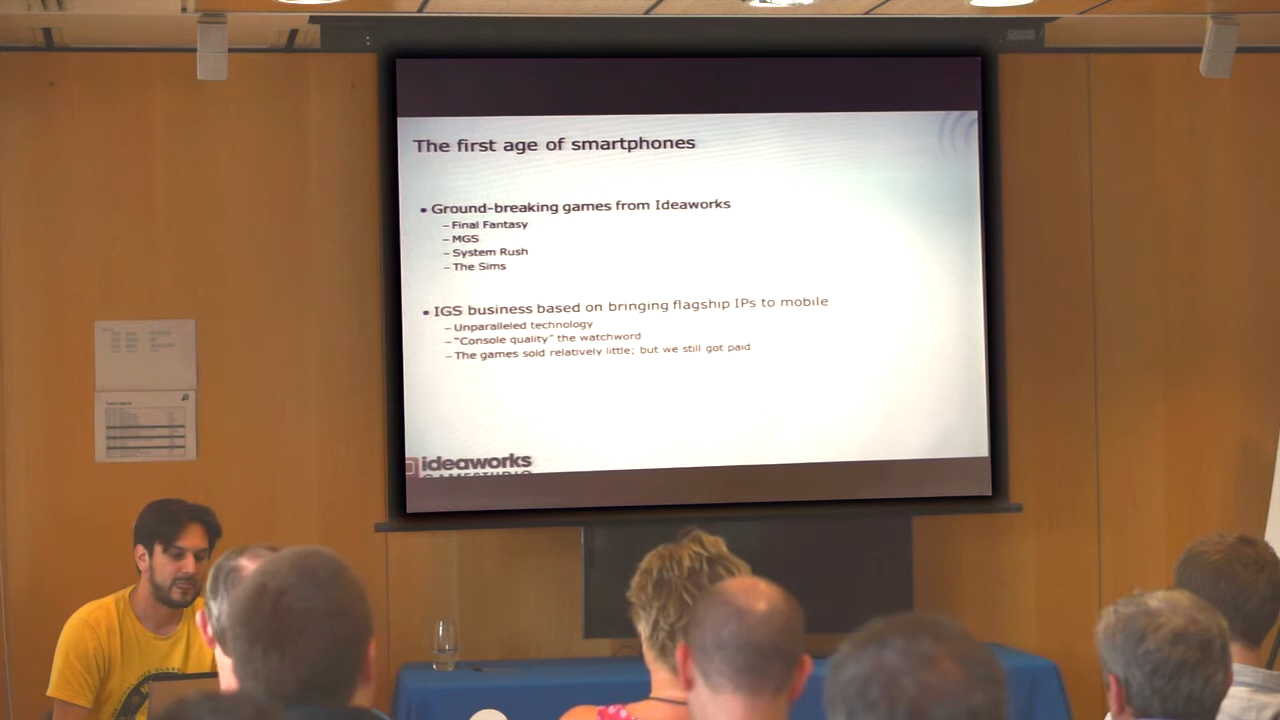 The first age of smartphones
• Ground-breaking games from Ideaworks
– Final Fantasy
– MGS
– System Rush
– The Sims
• IGS business based on bringing flagship IPs to mobile
– Unparalleled technology
– "Console quality" the watchword
– The games sold relatively little; but we still got paid
ideaworks
GAMESTUDIO